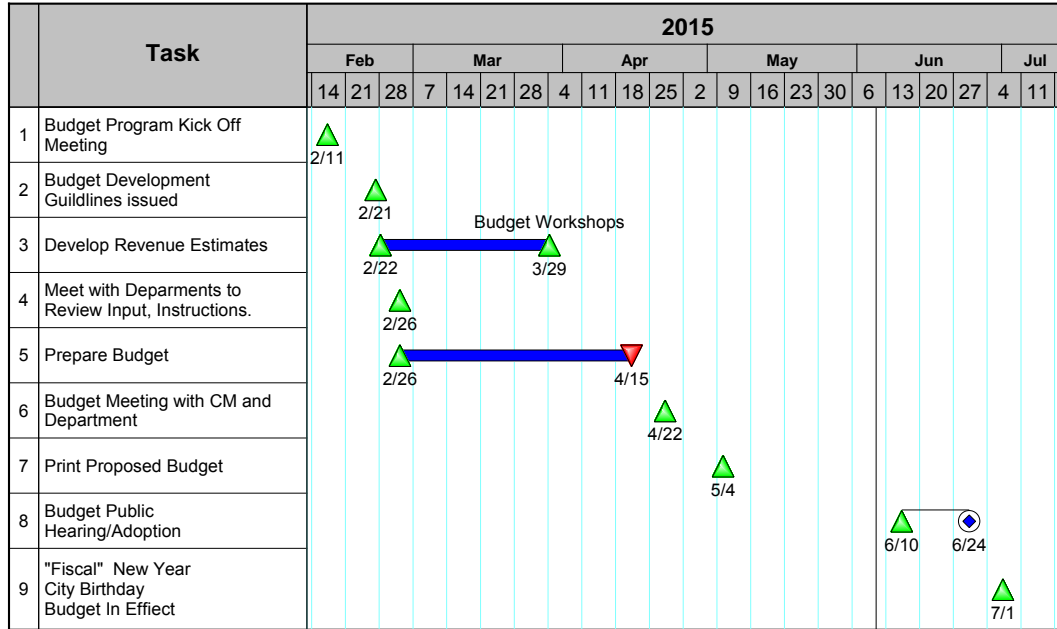 Task
2015
Feb Mar Apr May Jun Jul
14 21 28 7 14 21 28 4 11 18 25 2 9 16 23 30 6 13 20 27 4 11
1 Budget Program Kick Off
Meeting
2/11
2 Budget Development
Guildlines issued
2/21
Budget Workshops
3 Develop Revenue Estimates
2/22 3/29
4 Meet with Deparments to
Review Input, Instructions.
2/26
5 Prepare Budget
2/26 4/15
6 Budget Meeting with CM and
Department
4/22
7 Print Proposed Budget
5/4
8 Budget Public
Hearing/Adoption
6/10 6/24
9 "Fiscal" New Year
City Birthday
Budget In Effiect
7/1